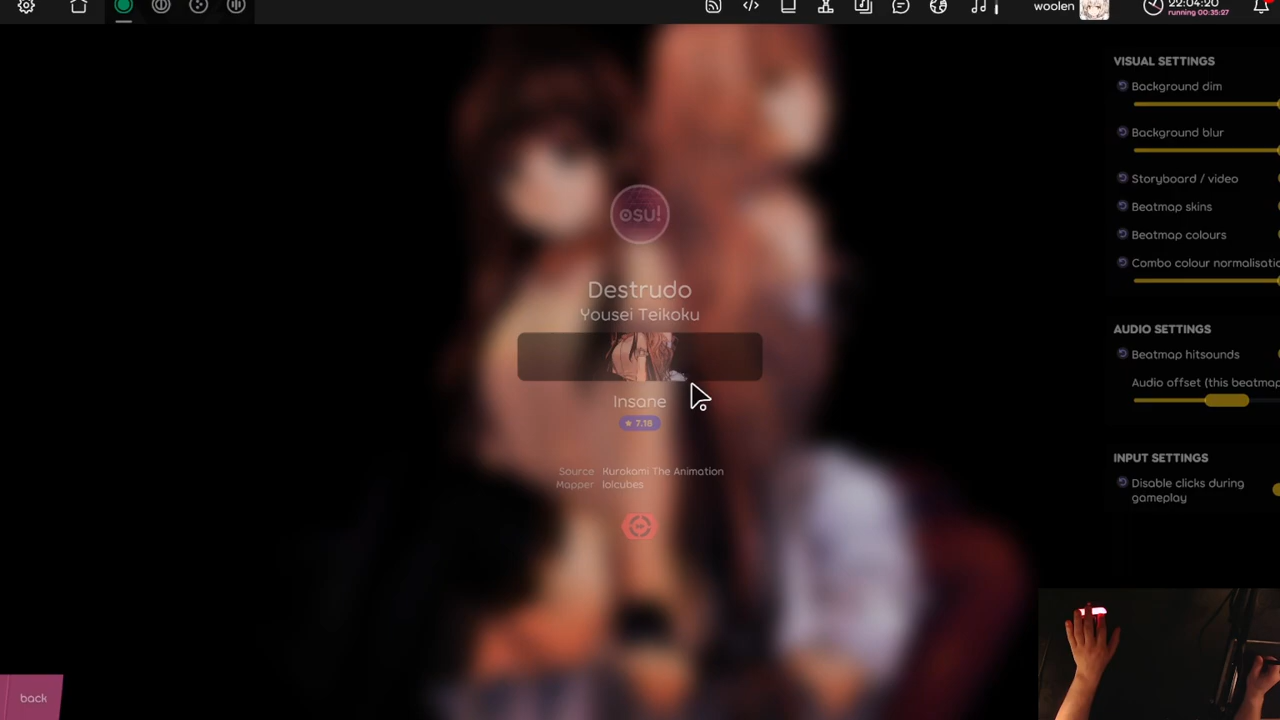 woolen
22:04:20
running 00:35:27
VISUAL SETTINGS
Background dim
Background blur
Storyboard / video
Beatmap skins
Beatmap colours
Combo colour normalisatio
AUDIO SETTINGS
Beatmap hitsounds
Audio offset (this beatmap
INPUT SETTINGS
Disable clicks during
gameplay
osu!
Destrudo
Yousei Teikoku
Insane
7.18
Source Kurokami The Animation
Mapper lolcubes
back